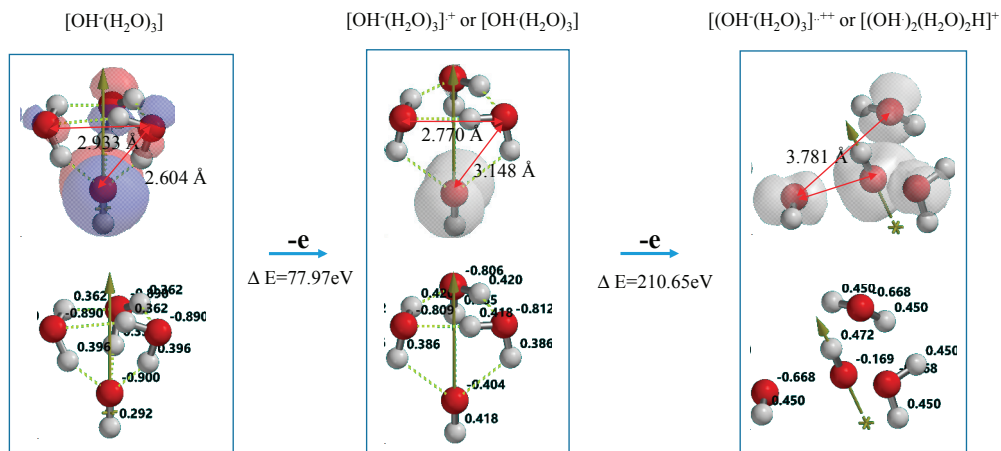 [OH⁻(H₂O)₃]
[OH⁻(H₂O)₃]·⁺ or [OH·(H₂O)₃]
[(OH⁻(H₂O)₃]··⁺⁺ or [(OH·)₂(H₂O)₂H]⁺
2.933 Å
2.604 Å
2.770 Å
3.148 Å
3.781 Å
-e
Δ E=77.97eV
-e
Δ E=210.65eV
0.362
0.362
-0.890
0.362
-0.890
0.396
0.396
-0.900
0.292
-0.806
0.420
-0.809
0.418
-0.812
0.386
0.386
-0.404
0.418
0.450
-0.668
0.450
0.472
0.450
-0.169
-0.668
0.450
0.450